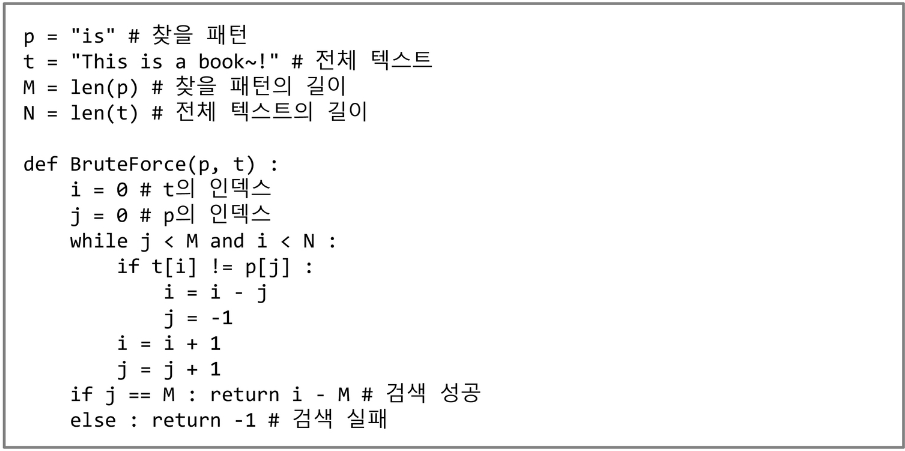 p = "is" # 찾을 패턴
t = "This is a book~!" # 전체 텍스트
M = len(p) # 찾을 패턴의 길이
N = len(t) # 전체 텍스트의 길이
def BruteForce(p, t) :
    i = 0 # t의 인덱스
    j = 0 # p의 인덱스
    while j < M and i < N :
        if t[i] != p[j] :
            i = i - j
            j = -1
        i = i + 1
        j = j + 1
    if j == M : return i - M # 검색 성공
    else : return -1 # 검색 실패